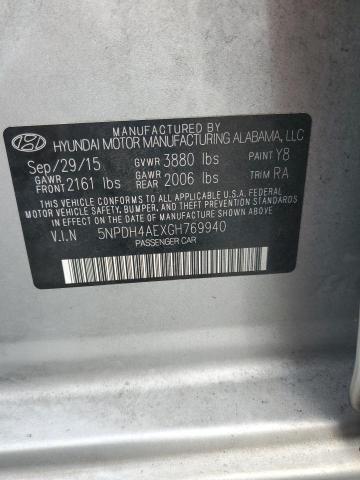 MANUFACTURED BY
HYUNDAI MOTOR MANUFACTURING ALABAMA, LLC
Sep/29/15 GVWR 3880 lbs PAINT Y8
GAWR FRONT 2161 lbs GAWR REAR 2006 lbs TRIM RA
THIS VEHICLE CONFORMS TO ALL APPLICABLE U.S.A FEDERAL
MOTOR VEHICLE SAFETY, BUMPER, AND THEFT PREVENTION
STANDARDS IN EFFECT ON THE DATE OF MANUFACTURE SHOWN ABOVE.
V.I.N 5NPDH4AEXGH769940
PASSENGER CAR